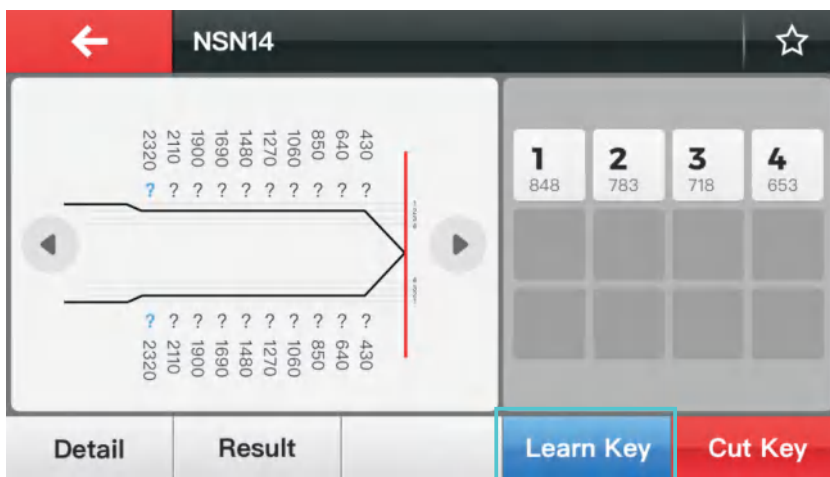 NSN14
2320 2110 1900 1690 1480 1270 1060 850 640 430
? ? ? ? ? ? ? ? ? ?
? ? ? ? ? ? ? ? ? ?
2320 2110 1900 1690 1480 1270 1060 850 640 430
1 2 3 4
848 783 718 653
Detail Result Learn Key Cut Key